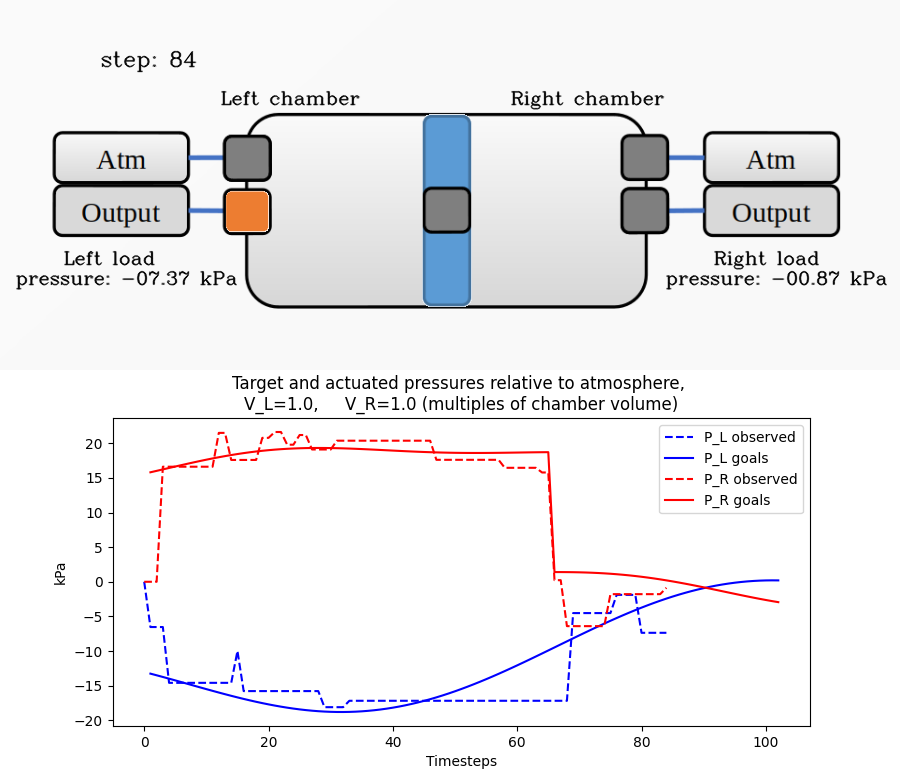 step: 84
Left chamber
Right chamber
Atm
Atm
Output
Output
Left load
pressure: −07.37 kPa
Right load
pressure: −00.87 kPa
Target and actuated pressures relative to atmosphere,
V_L=1.0, V_R=1.0 (multiples of chamber volume)
P_L observed
P_L goals
P_R observed
P_R goals
kPa
20
15
10
5
0
−5
−10
−15
−20
0 20 40 60 80 100
Timesteps